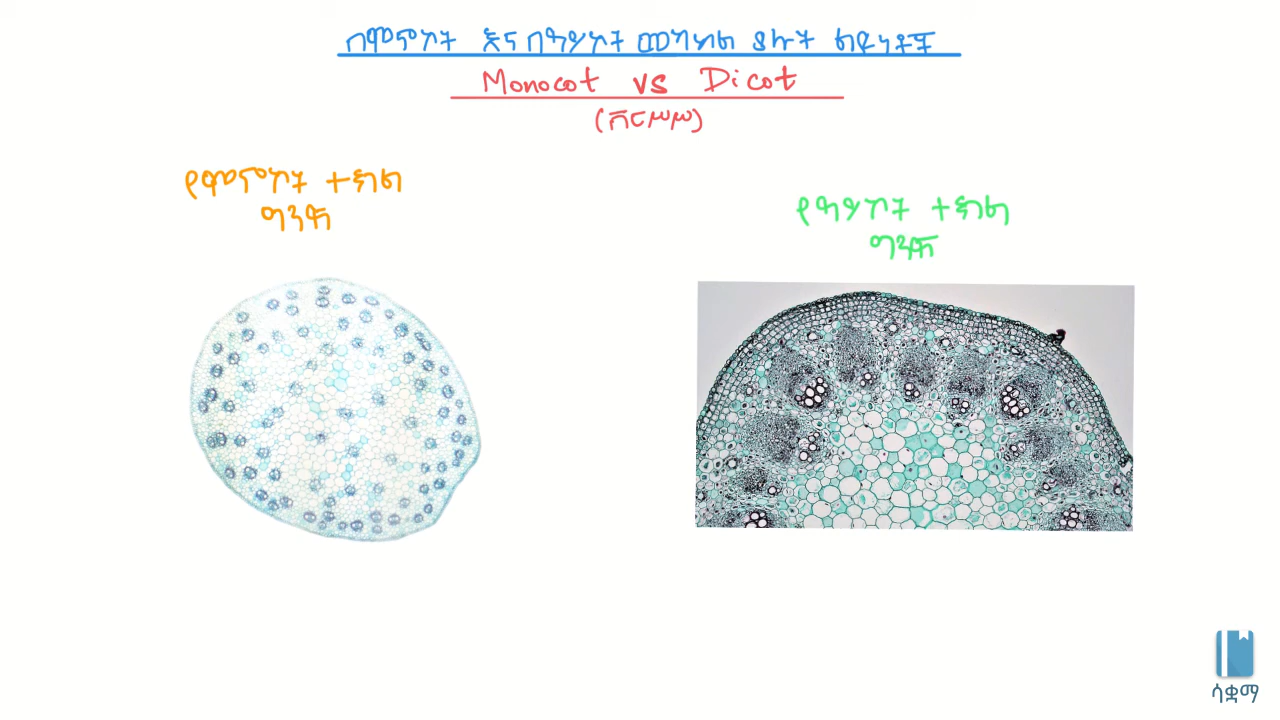 በሞኖኮት እና በዳይኮት መካከል ያሉት ልዩነቶች
Monocot vs Dicot
የሞኖኮት ተክል
ግንድ
የዳይኮት ተክል
ግንድ
ሳቋማ